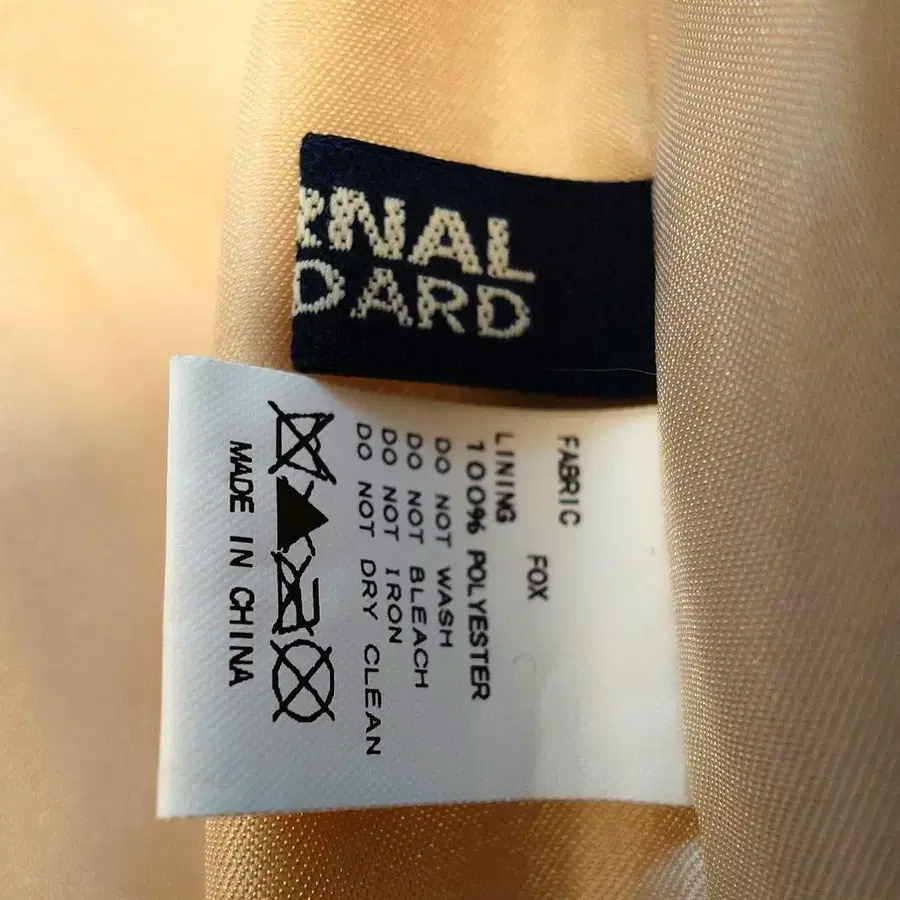 RNAL
DARD
FABRIC
FOX
LINING
100% POLYESTER
DO NOT WASH
DO NOT BLEACH
DO NOT IRON
DO NOT DRY CLEAN
MADE IN CHINA